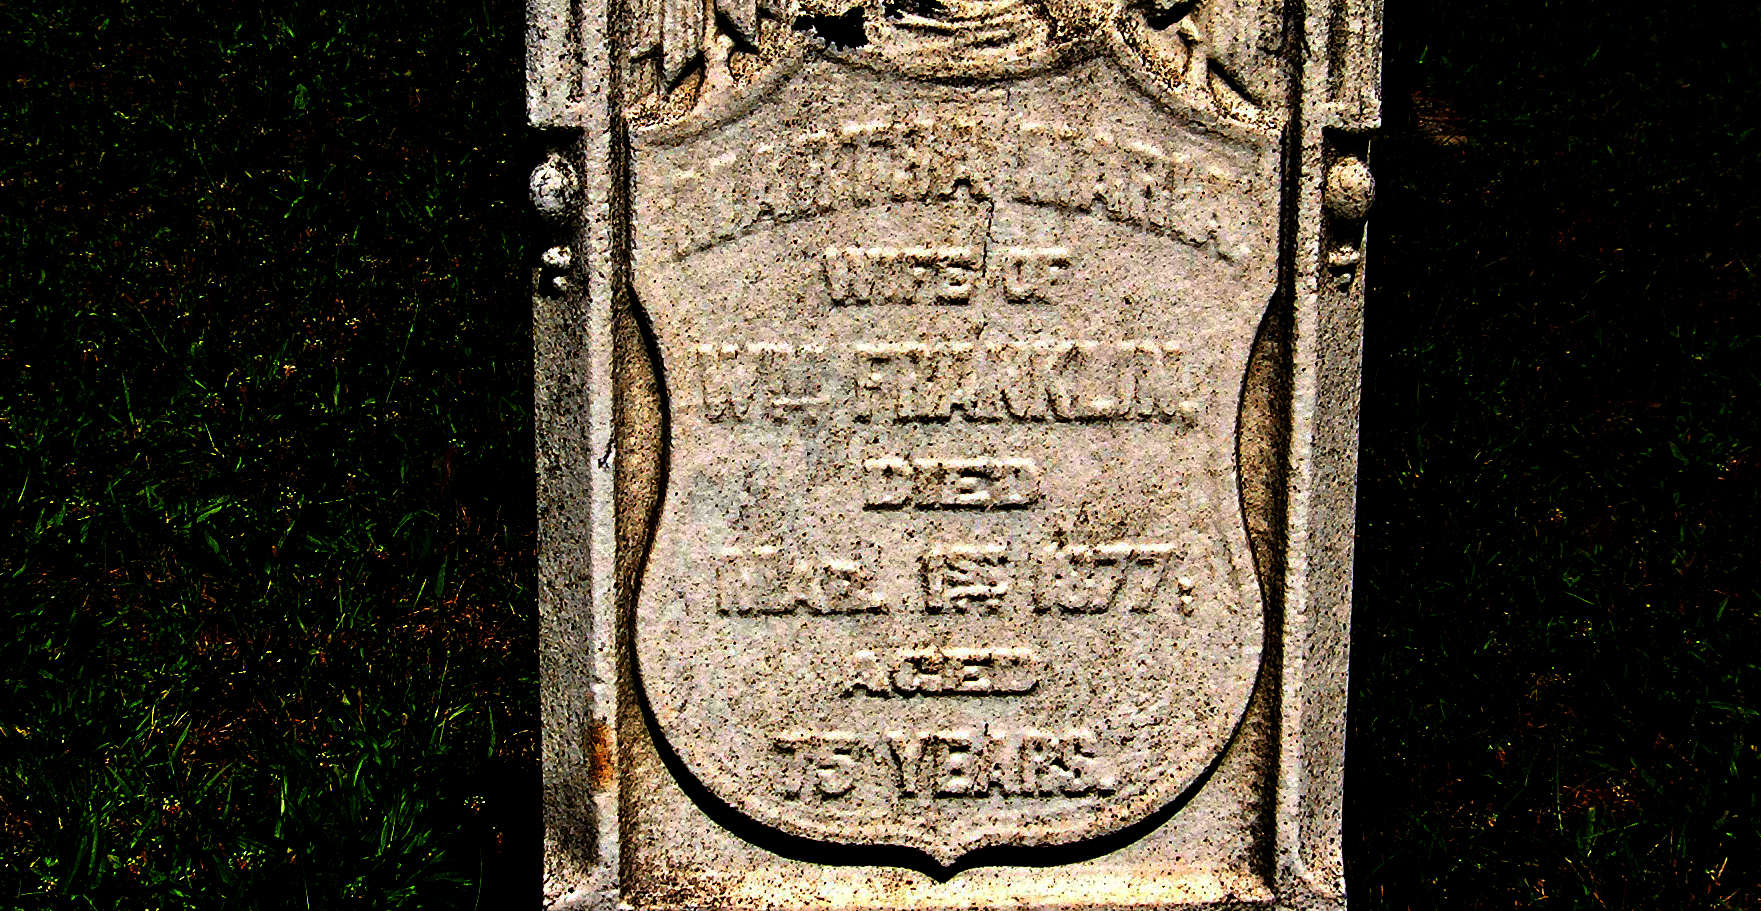 WIFE OF
WM FRANKLIN.
DIED
MAR. 1877;
AGED
75 YEARS.